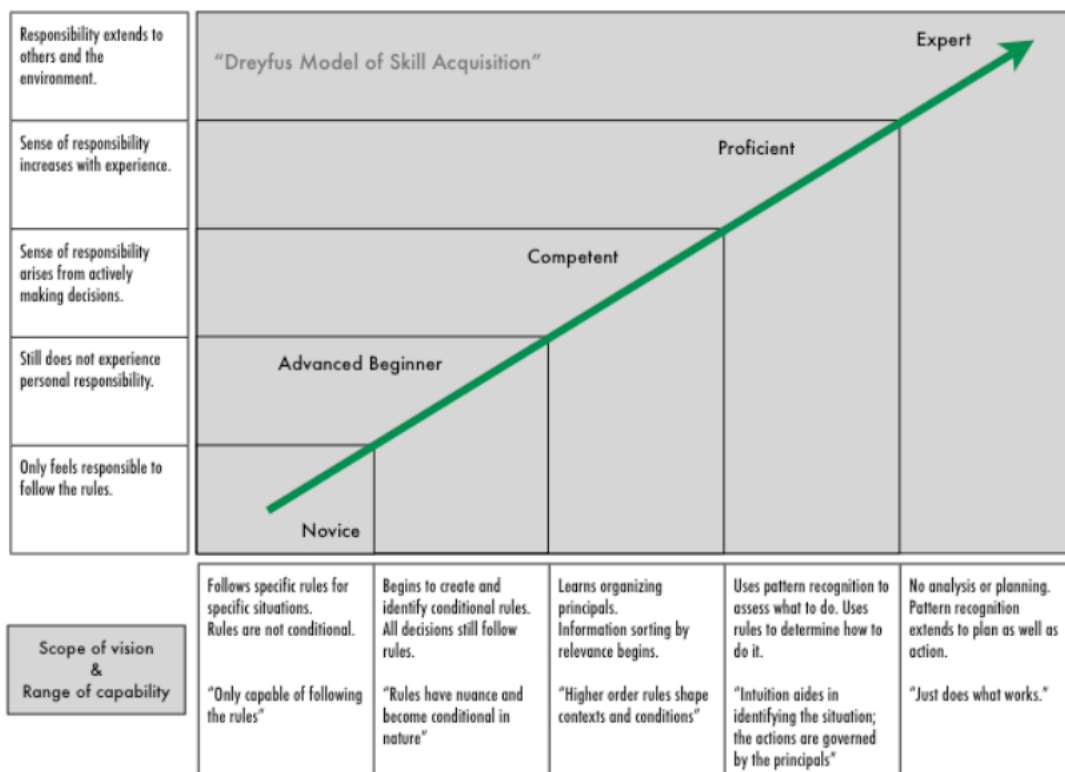 Responsibility extends to
others and the
environment.
"Dreyfus Model of Skill Acquisition"
Expert
Sense of responsibility
increases with experience.
Proficient
Sense of responsibility
arises from actively
making decisions.
Competent
Still does not experience
personal responsibility.
Advanced Beginner
Only feels responsible to
follow the rules.
Novice
Scope of vision
&
Range of capability
Follows specific rules for
specific situations.
Rules are not conditional.
"Only capable of following
the rules"
Begins to create and
identify conditional rules.
All decisions still follow
rules.
"Rules have nuance and
become conditional in
nature"
Learns organizing
principals.
Information sorting by
relevance begins.
"Higher order rules shape
contexts and conditions"
Uses pattern recognition to
assess what to do. Uses
rules to determine how to
do it.
"Intuition aides in
identifying the situation;
the actions are governed
by the principals"
No analysis or planning.
Pattern recognition
extends to plan as well as
action.
"Just does what works."